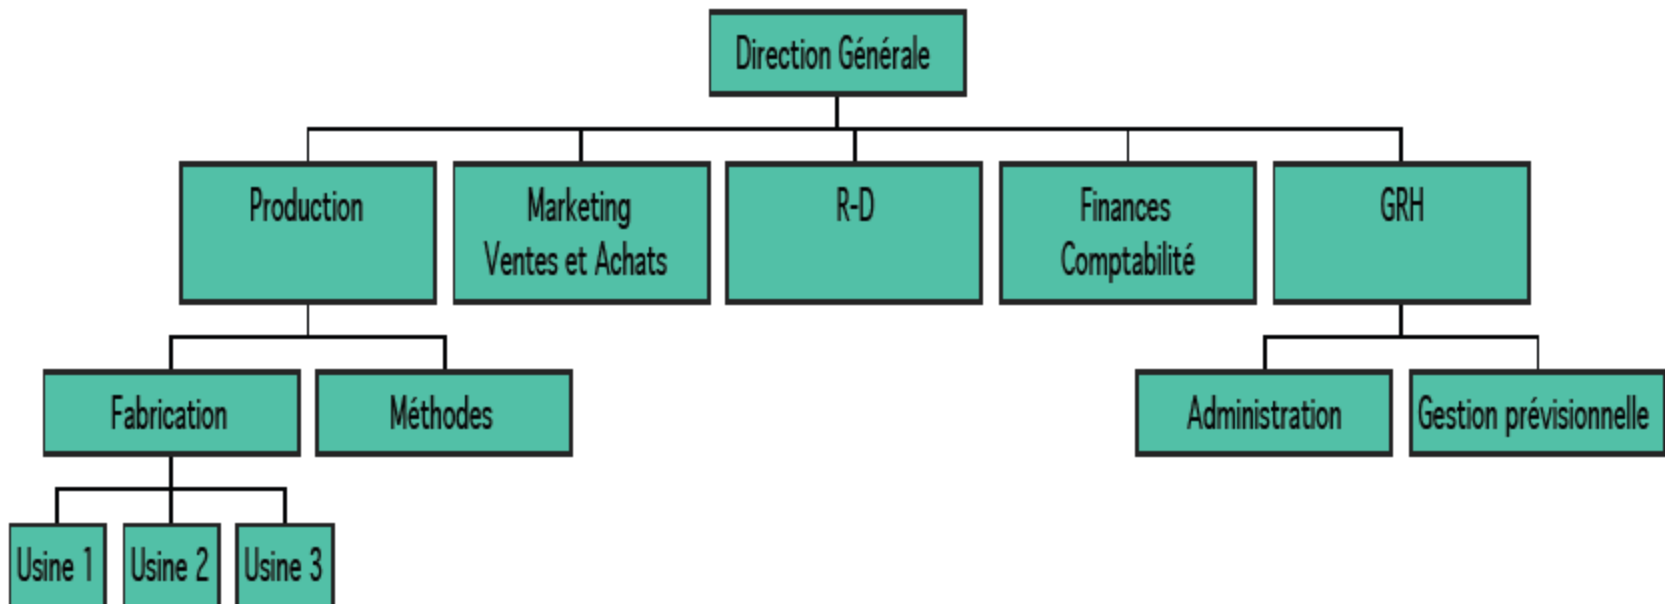 Direction Générale
Production
Marketing
Ventes et Achats
R-D
Finances
Comptabilité
GRH
Fabrication
Méthodes
Administration
Gestion prévisionnelle
Usine 1
Usine 2
Usine 3